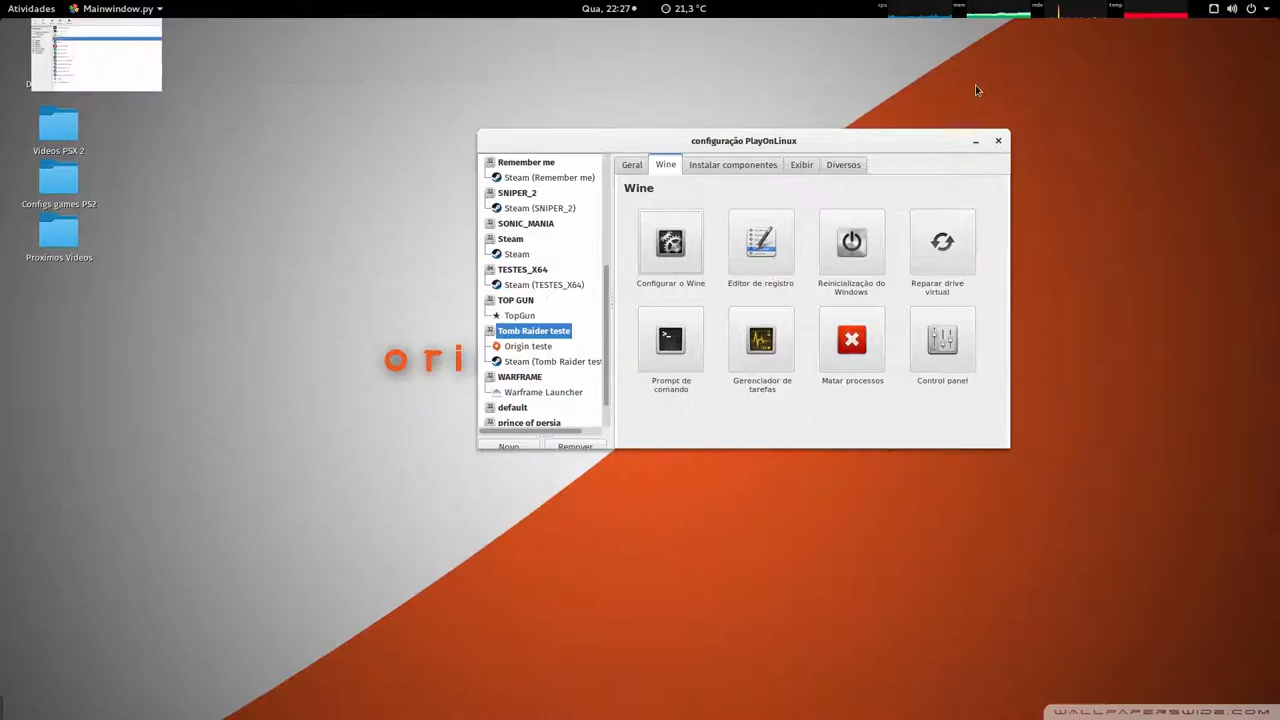 Atividades Mainwindow.py Qua, 22:27 21,3 °C cpu mem rede temp
D
Videos PSX 2
Configs games PS2
Proximos Videos
ori
configuração PlayOnLinux
Remember me
Steam (Remember me)
SNIPER_2
Steam (SNIPER_2)
SONIC_MANIA
Steam
Steam
TESTES_X64
Steam (TESTES_X64)
TOP GUN
TopGun
Tomb Raider teste
Origin teste
Steam (Tomb Raider test
WARFRAME
Warframe Launcher
default
prince of persia
Novo Remover
Geral Wine Instalar componentes Exibir Diversos
Wine
Configurar o Wine
Editor de registro
Reinicialização do
Windows
Reparar drive
virtual
Prompt de
comando
Gerenciador de
tarefas
Matar processos
Control panel
WALLPAPERSWIDE.COM